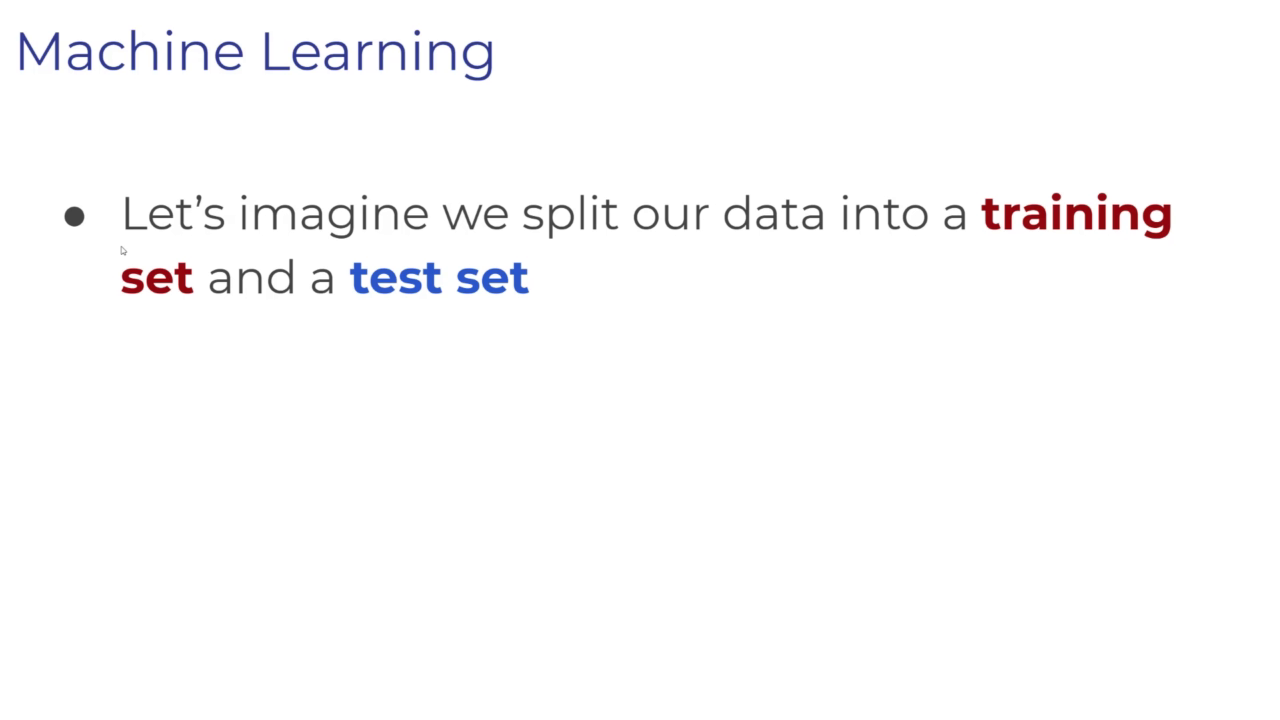 Machine Learning
● Let’s imagine we split our data into a training
set and a test set